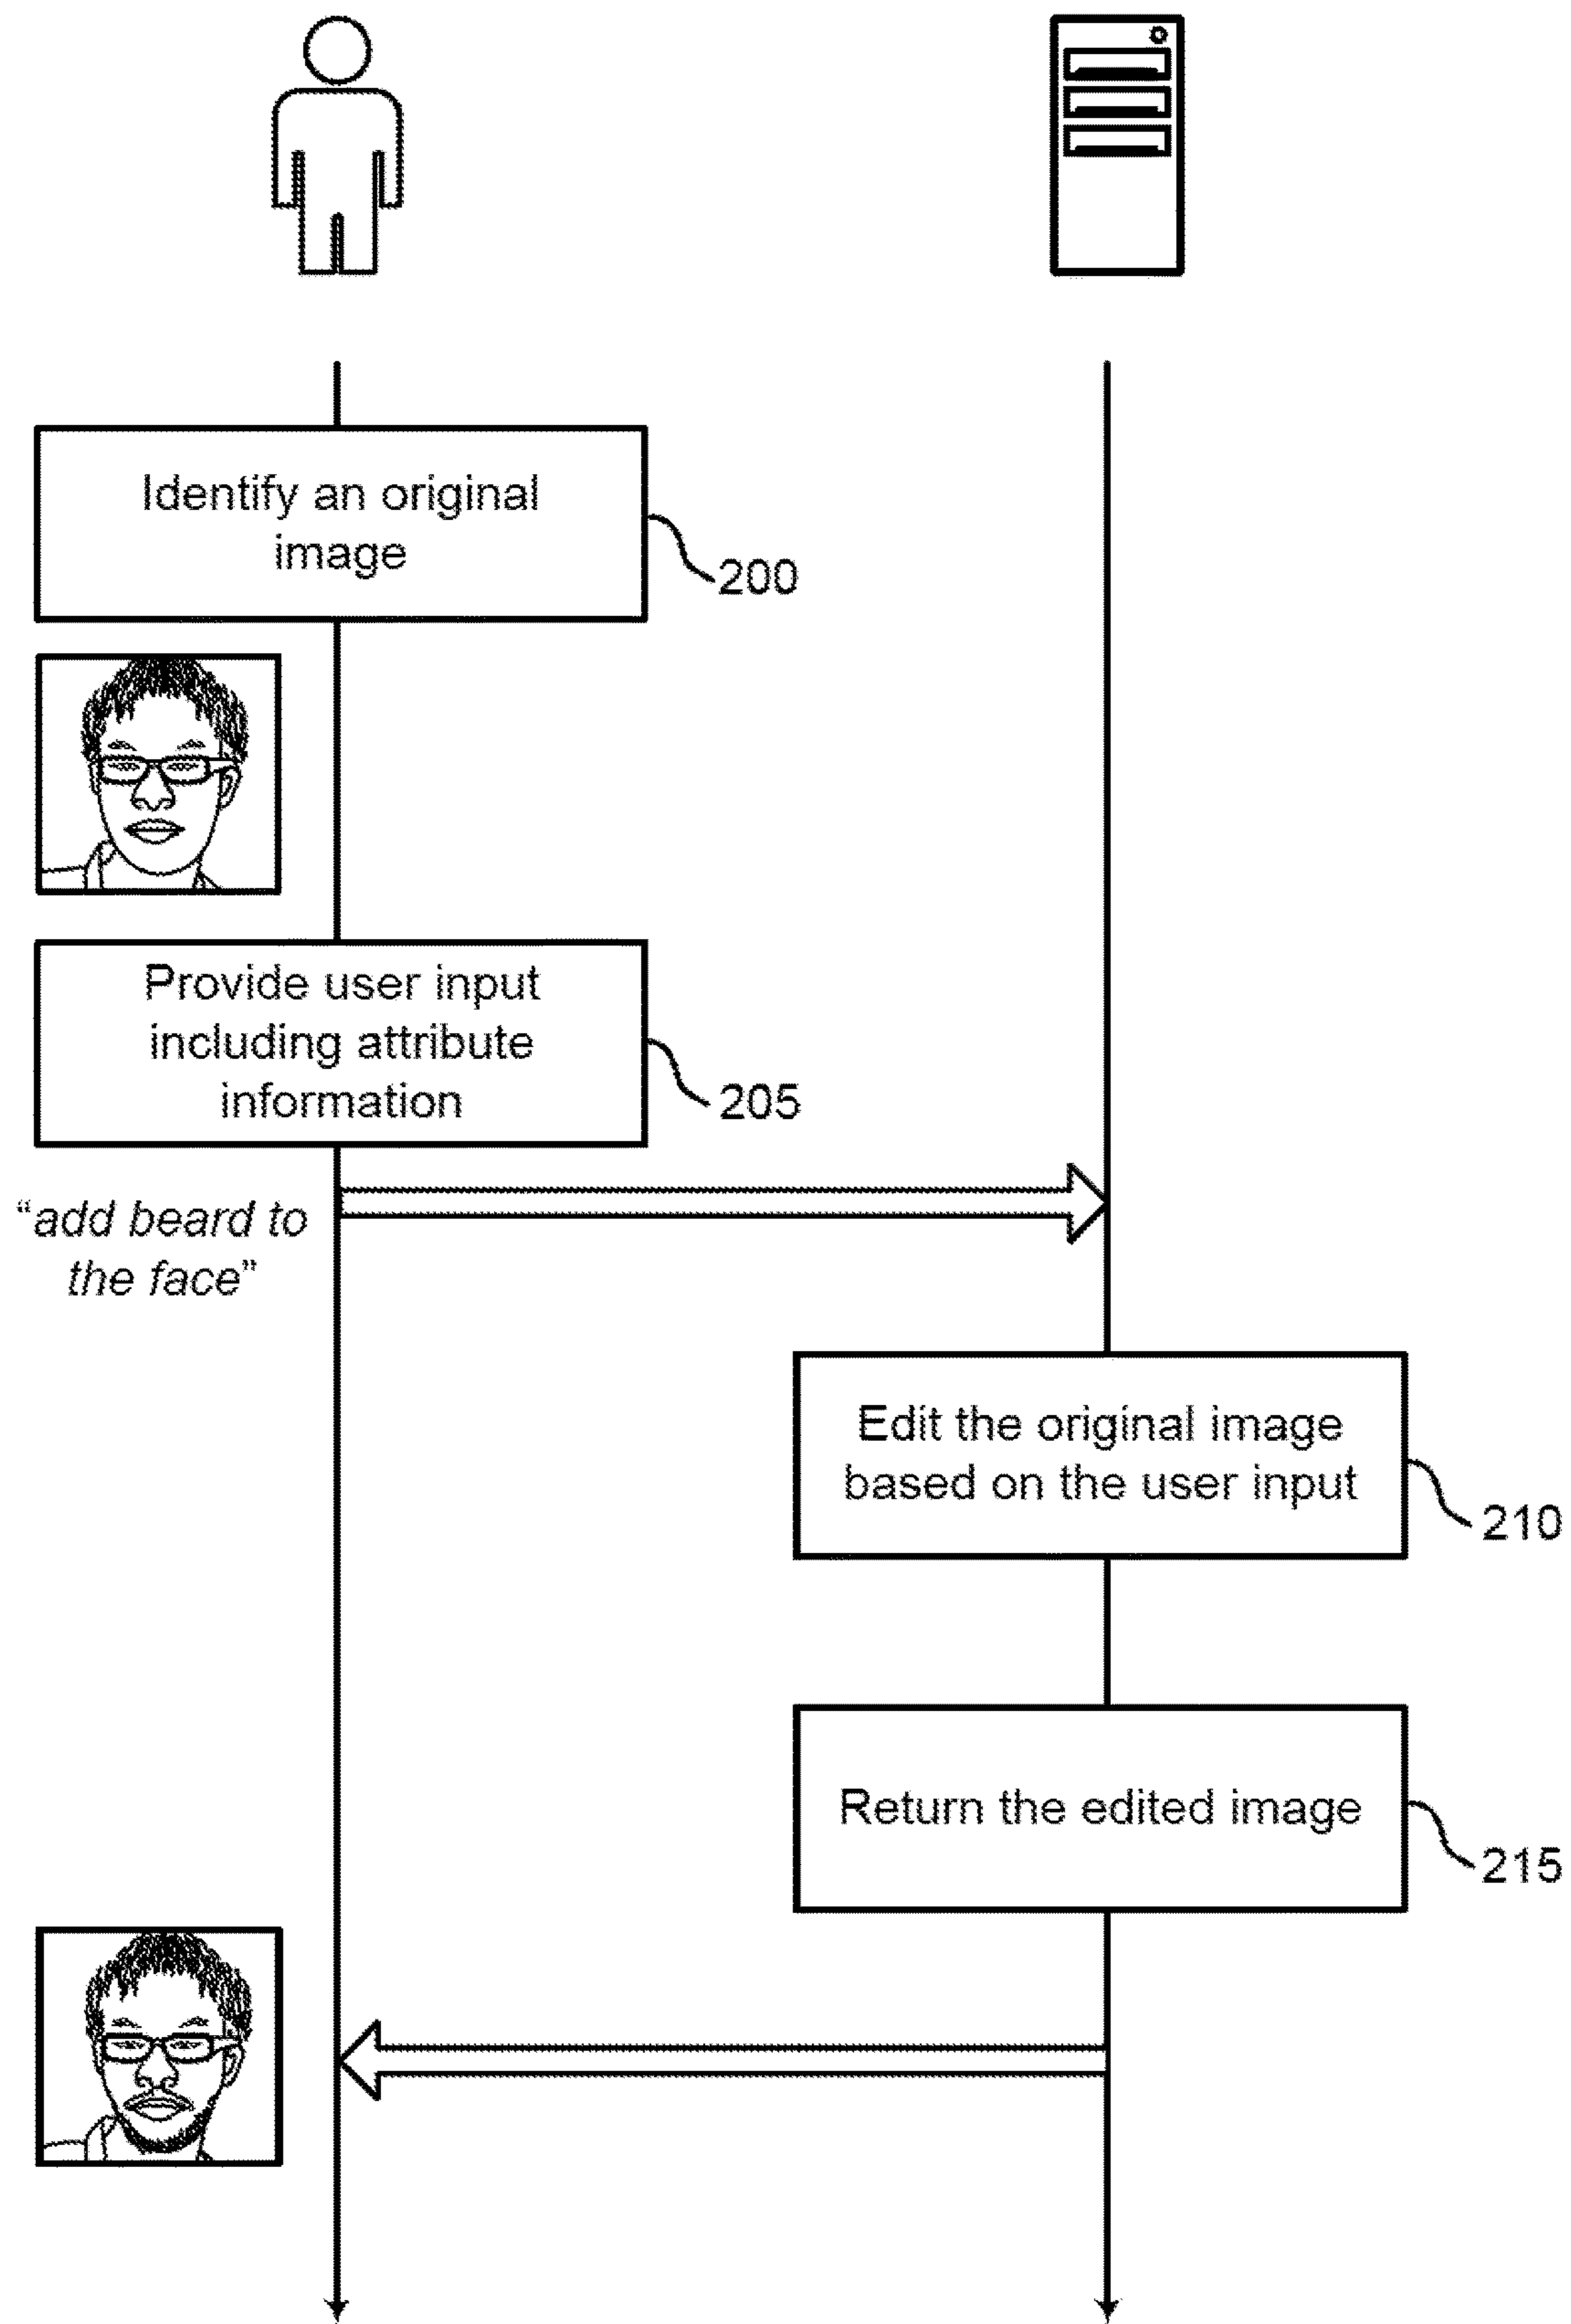 Identify an original
image
200
Provide user input
including attribute
information
205
“add beard to
the face”
Edit the original image
based on the user input
210
Return the edited image
215